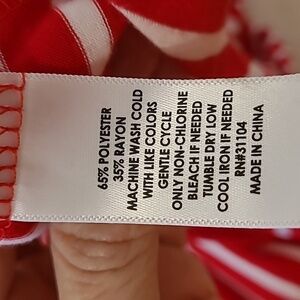 65% POLYESTER
35% RAYON
MACHINE WASH COLD
WITH LIKE COLORS
GENTLE CYCLE
ONLY NON-CHLORINE
BLEACH IF NEEDED
TUMBLE DRY LOW
COOL IRON IF NEEDED
RN#31104
MADE IN CHINA